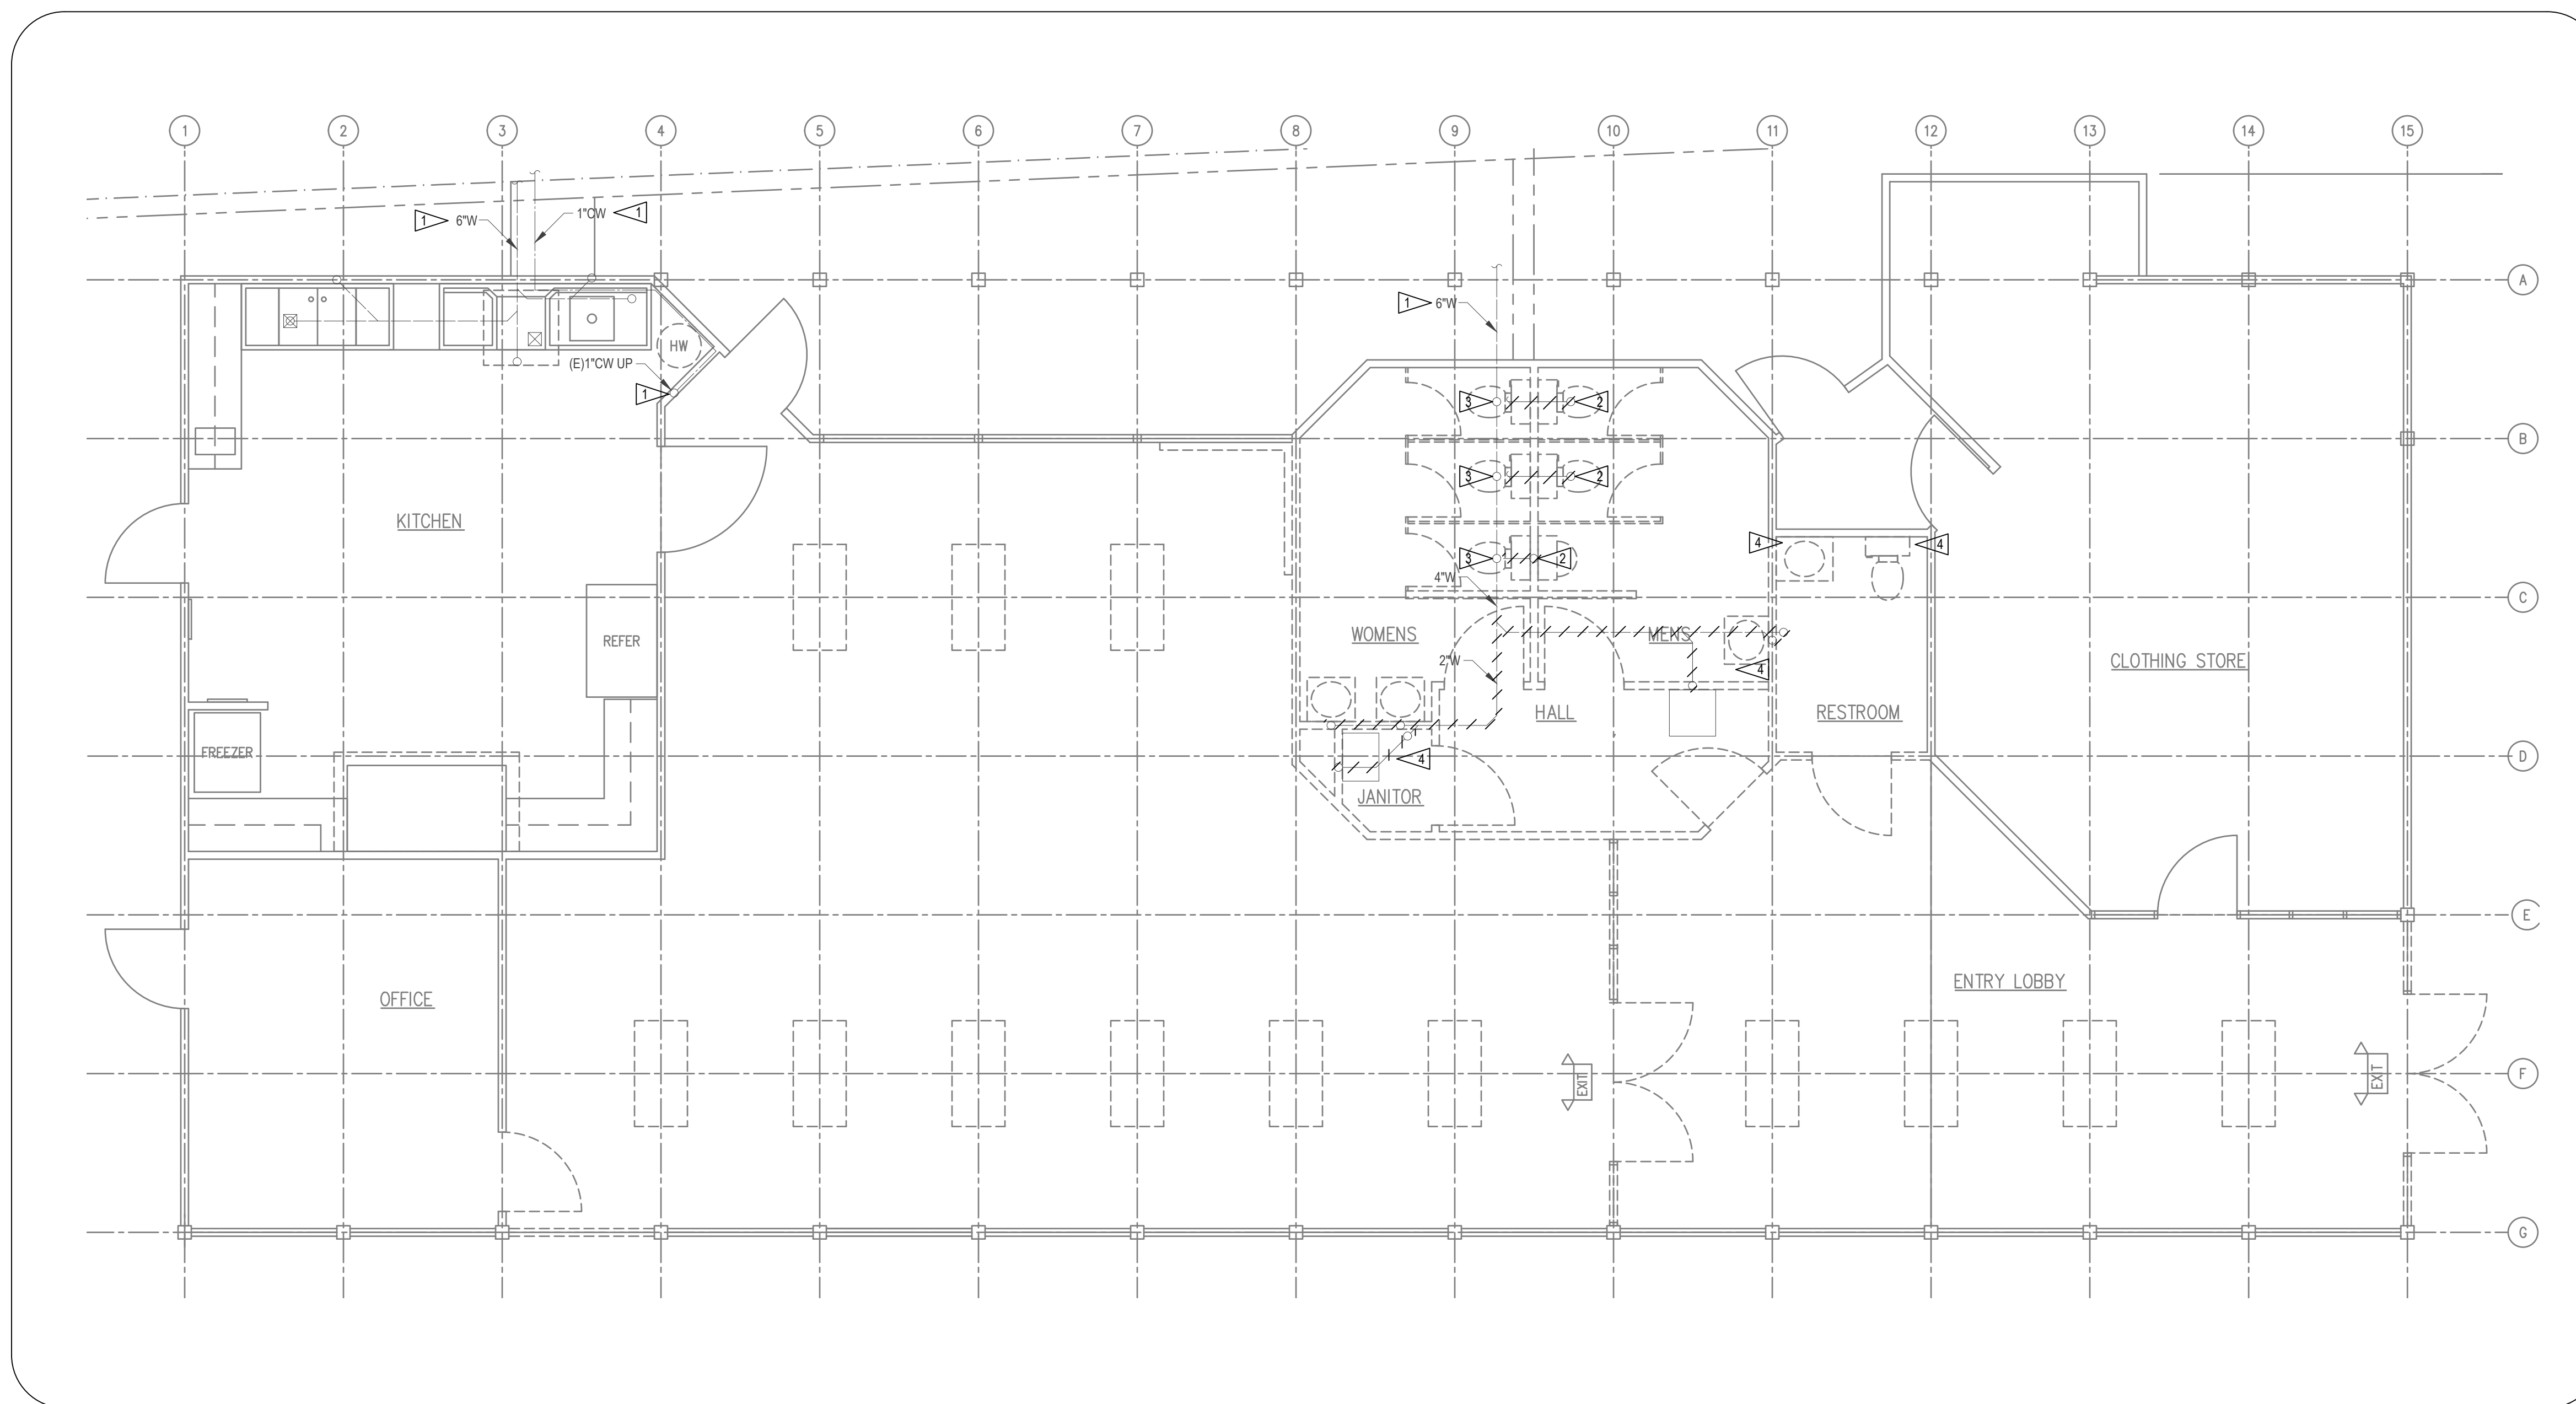 1 2 3 4 5 6 7 8 9 10 11 12 13 14 15
1 6"W
1"CW 1
A
1 6"W
HW
(E)1"CW UP
1
3 2
B
3 2
KITCHEN
4 4
3 2
4"W
C
WOMENS
MENS
REFER
2"W
4
CLOTHING STORE
HALL
RESTROOM
FREEZER
D
4
JANITOR
E
ENTRY LOBBY
OFFICE
F
EXIT
EXIT
G